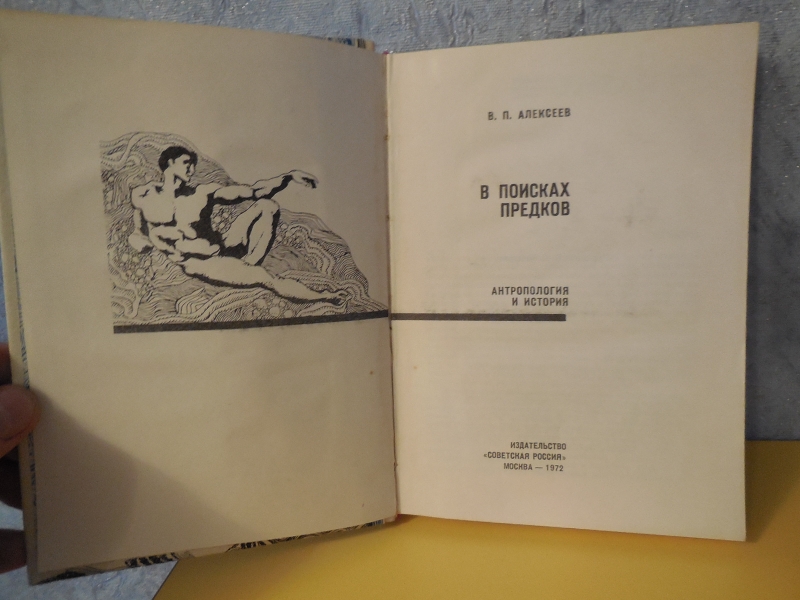 В. П. АЛЕКСЕЕВ
В ПОИСКАХ
ПРЕДКОВ
АНТРОПОЛОГИЯ
И ИСТОРИЯ
ИЗДАТЕЛЬСТВО
«СОВЕТСКАЯ РОССИЯ»
МОСКВА — 1972